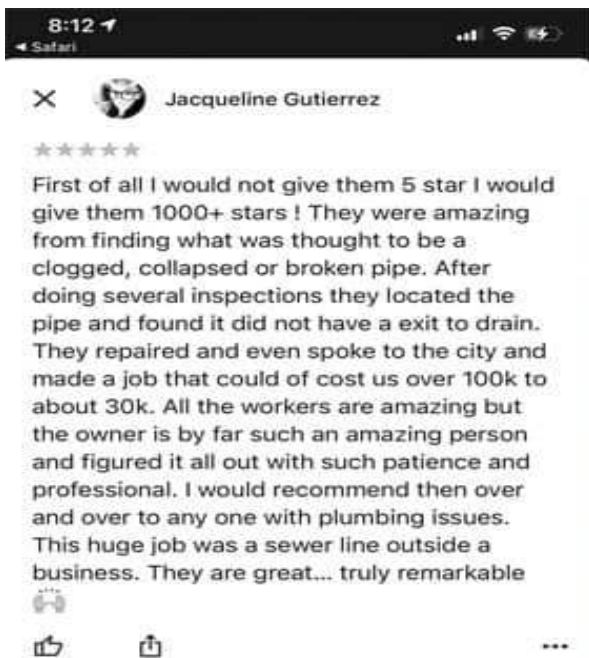 8:12
Safari
Jacqueline Gutierrez
First of all I would not give them 5 star I would
give them 1000+ stars ! They were amazing
from finding what was thought to be a
clogged, collapsed or broken pipe. After
doing several inspections they located the
pipe and found it did not have a exit to drain.
They repaired and even spoke to the city and
made a job that could of cost us over 100k to
about 30k. All the workers are amazing but
the owner is by far such an amazing person
and figured it all out with such patience and
professional. I would recommend then over
and over to any one with plumbing issues.
This huge job was a sewer line outside a
business. They are great... truly remarkable